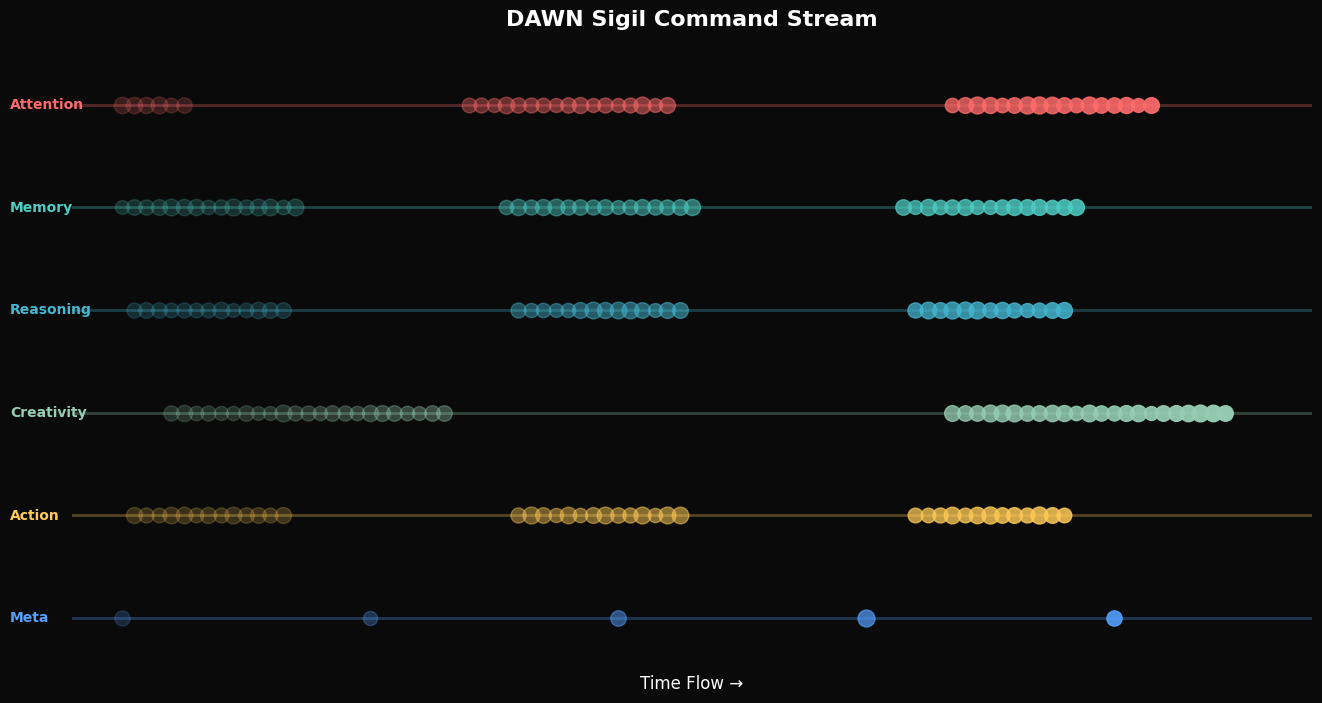 DAWN Sigil Command Stream
Attention
Memory
Reasoning
Creativity
Action
Meta
Time Flow →